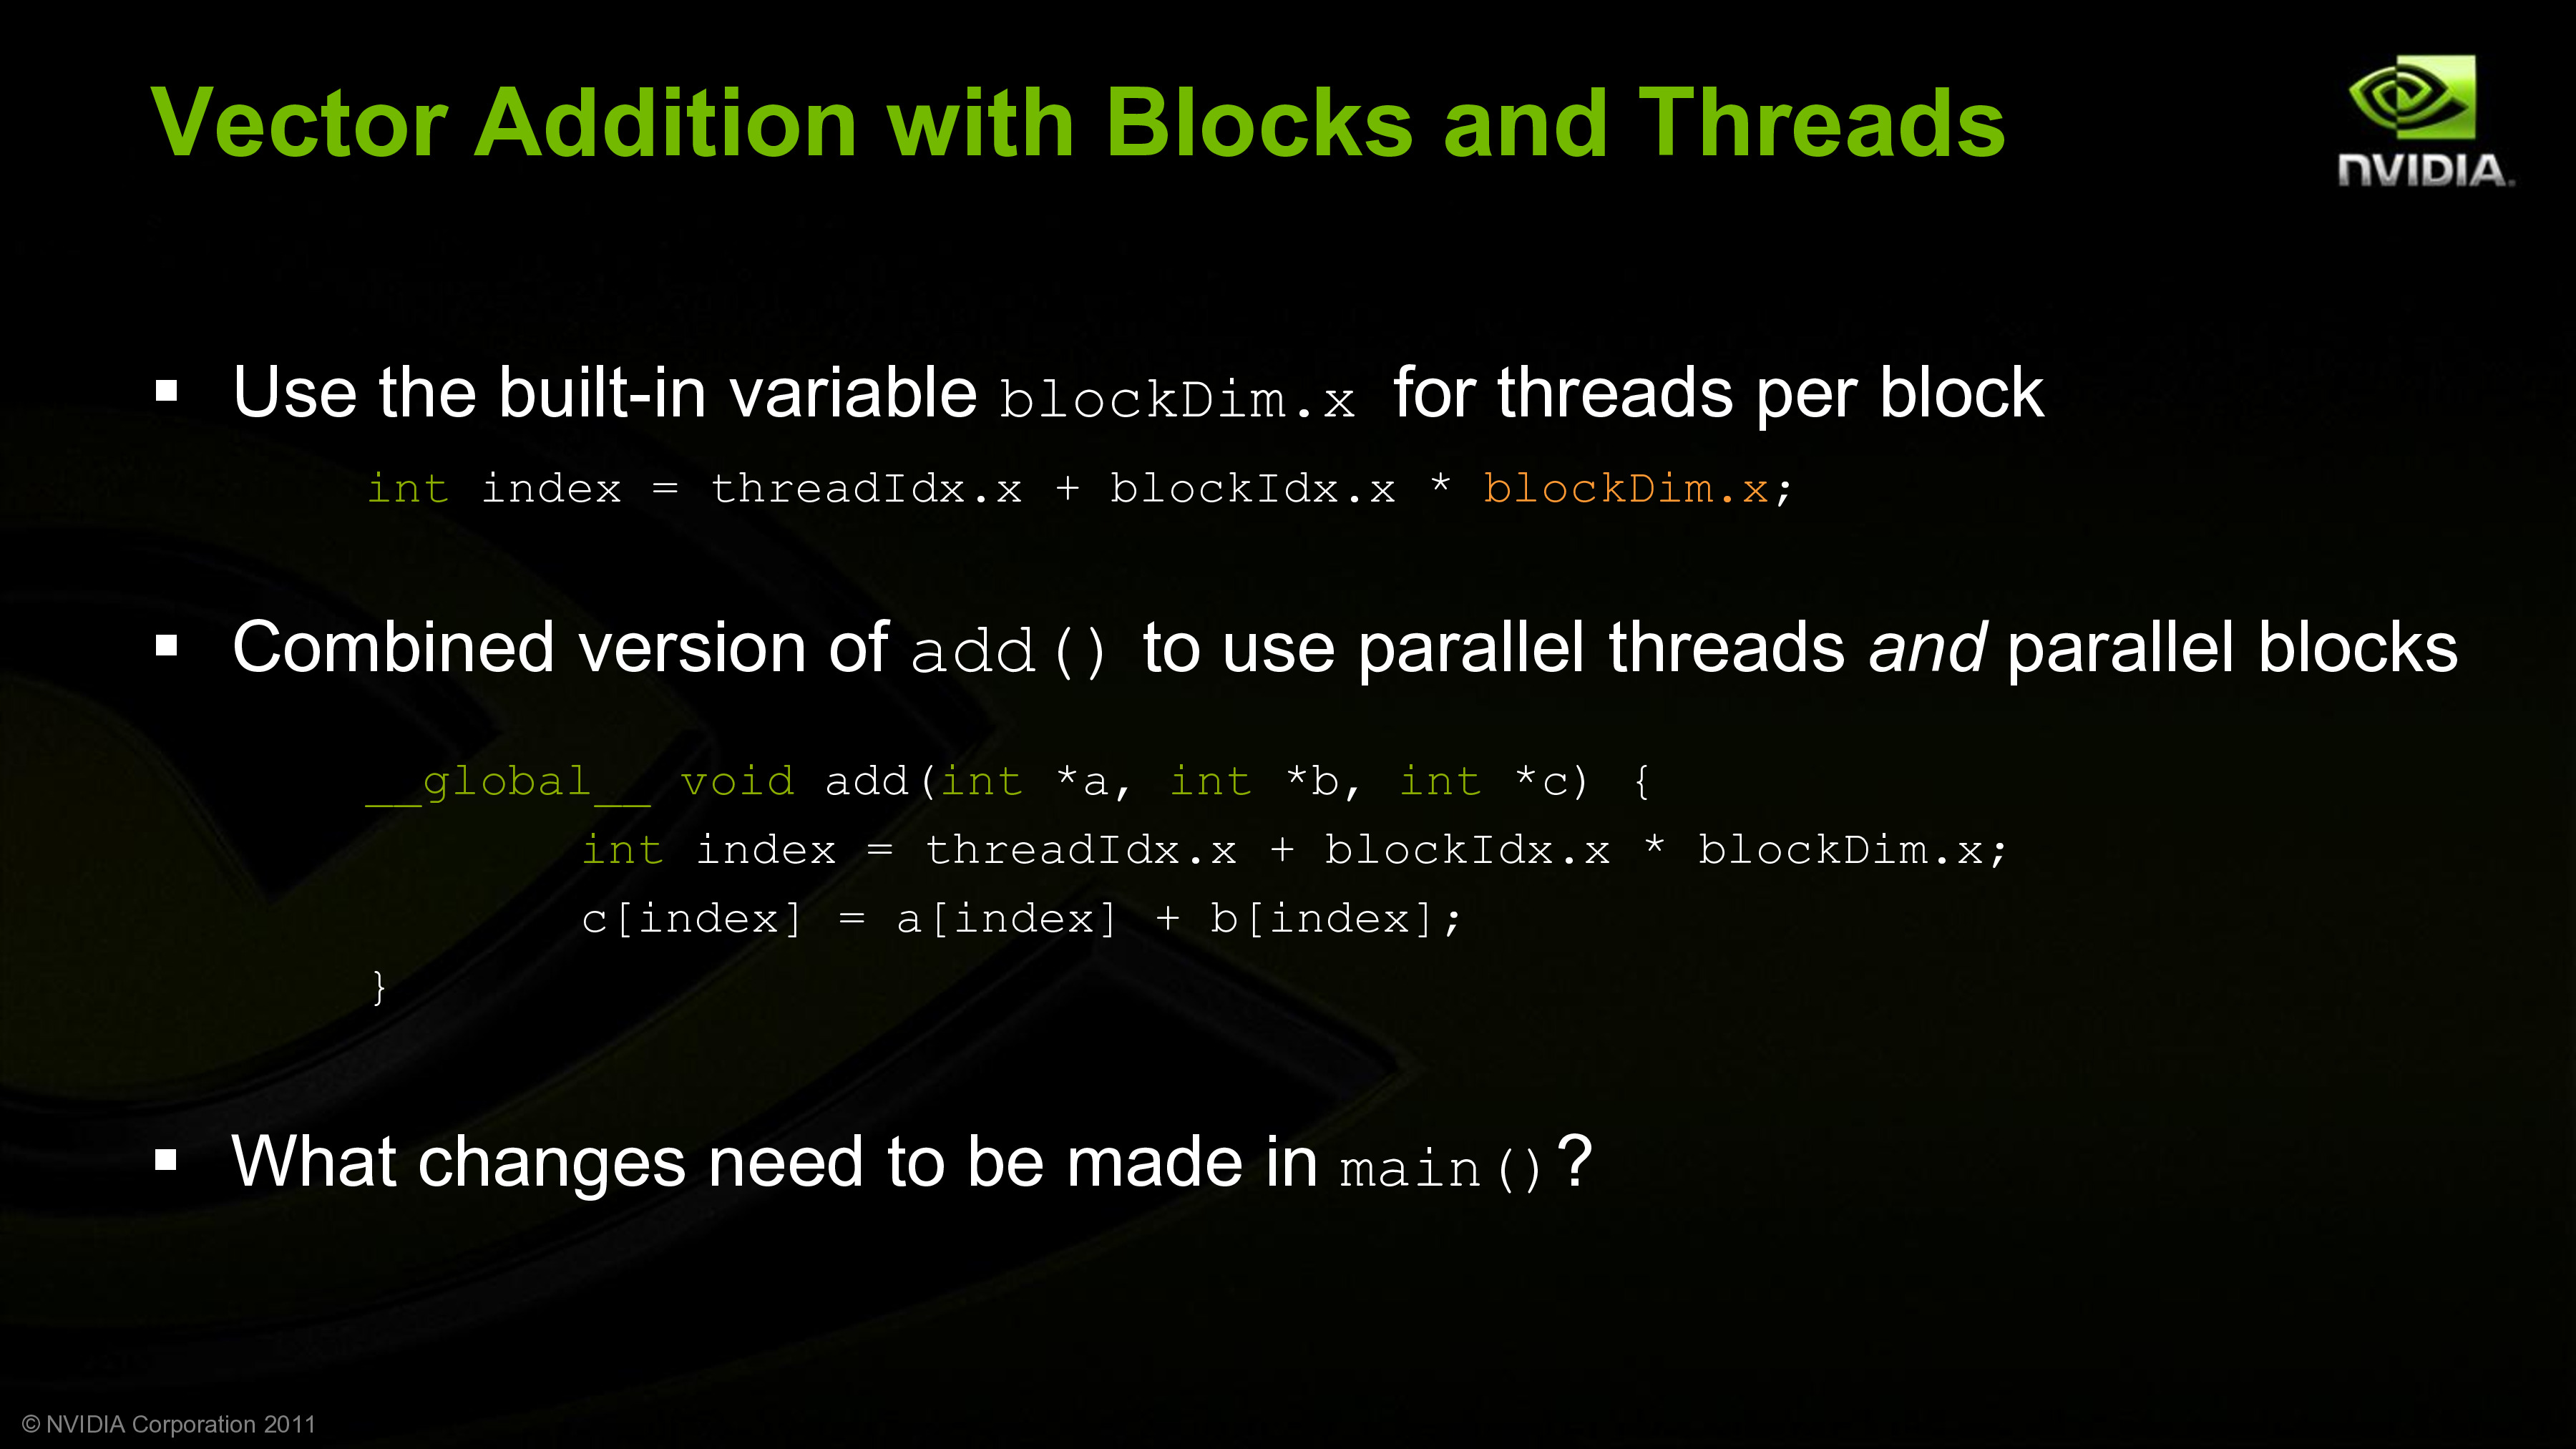 Vector Addition with Blocks and Threads
NVIDIA.
▪ Use the built-in variable blockDim.x for threads per block
int index = threadIdx.x + blockIdx.x * blockDim.x;
▪ Combined version of add() to use parallel threads and parallel blocks
__global__ void add(int *a, int *b, int *c) {
int index = threadIdx.x + blockIdx.x * blockDim.x;
c[index] = a[index] + b[index];
}
▪ What changes need to be made in main()?
© NVIDIA Corporation 2011